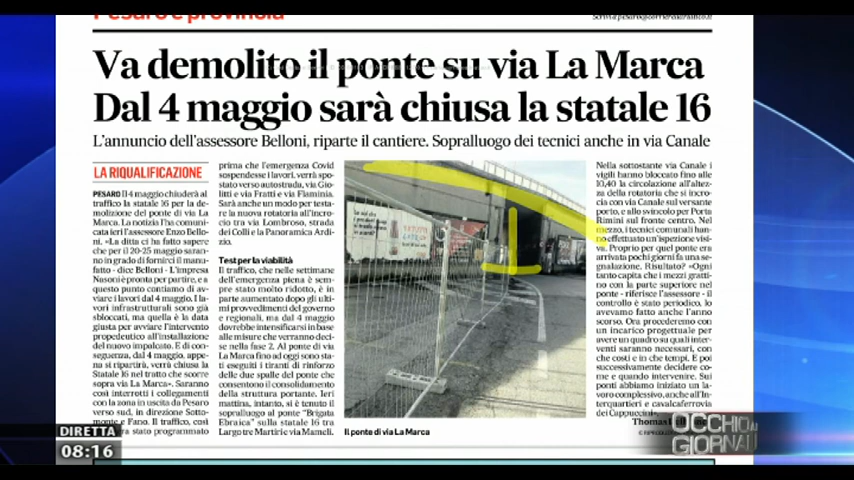 Pesaro e provincia
Va demolito il ponte su via La Marca
Dal 4 maggio sarà chiusa la statale 16
L'annuncio dell'assessore Belloni, riparte il cantiere. Sopralluogo dei tecnici anche in via Canale
LA RIQUALIFICAZIONE
PESARO Il 4 maggio chiuderà al
traffico la statale 16 per la de-
molizione del ponte di via La
Marca. La notizia l'ha comuni-
cata ieri l'assessore Enzo Bello-
ni. «La ditta ci ha fatto sapere
che per il 20-25 maggio saran-
no in grado di fornirci il manu-
fatto - dice Belloni - L'impresa
Nasoni è pronta per partire, e a
questo punto contiamo di av-
viare i lavori dal 4 maggio. I la-
vori infrastrutturali sono già
sbloccati, ma quella è la data
giusta per avviare l'intervento
propedeutico all'installazione
del nuovo impalcato. E di con-
seguenza, dal 4 maggio, appe-
na si ripartirà, verrà chiusa la
Statale 16 nel tratto che scorre
sopra via La Marca». Saranno
così interrotti i collegamenti
con la zona in uscita da Pesaro
verso sud, in direzione Sotto-
monte e Fano. Il traffico, così
era stato programmato
prima che l'emergenza Covid
sospendesse i lavori, verrà spo-
stato verso autostrada, via Gio-
litti e via Fratti e via Flaminia.
Sarà anche un modo per testa-
re la nuova rotatoria all'incro-
cio tra via Lombroso, strada
dei Colli e la Panoramica Ardi-
zio.
Test per la viabilità
Il traffico, che nelle settimane
dell'emergenza piena è sem-
pre stato molto ridotto, è in
parte aumentato dopo gli ulti-
mi provvedimenti del governo
e regionali, ma dal 4 maggio
dovrebbe intensificarsi in base
alle misure che verranno deci-
se nella fase 2. Al ponte di via
La Marca fino ad oggi sono sta-
ti eseguiti i tiranti di rinforzo
delle due spalle del ponte che
consentono il consolidamento
della struttura portante. Ieri
mattina, intanto, si è tenuto il
sopralluogo al ponte "Brigata
Ebraica" sulla statale 16 tra
Largo tre Martiri e via Mameli.
Il ponte di via La Marca
Nella sottostante via Canale i
vigili hanno bloccato fino alle
10,40 la circolazione all'altez-
za della rotatoria che si incro-
cia con via Canale sul versante
porto, e allo svincolo per Porta
Rimini sul fronte centro. Nel
mezzo, i tecnici comunali han-
no effettuato un'ispezione visi-
va. Proprio per quel ponte era
arrivata pochi giorni fa una se-
gnalazione. Risultato? «Ogni
tanto capita che i mezzi gratti-
no con la parte superiore nel
ponte - riferisce l'assessore - il
controllo è stato periodico, lo
avevamo fatto anche l'anno
scorso. Ora procederemo con
un incarico progettuale per
avere un quadro su quali inter-
venti saranno necessari, con
che costi e in che tempi. E poi
successivamente decidere co-
me e quando intervenire. Sui
ponti abbiamo iniziato un la-
voro complessivo, anche all'In-
terquartieri e cavalcaferrovia
dei Cappuccini».
Thomas
DIRETTA
08:16
OCCHIO AI
GIORNALI